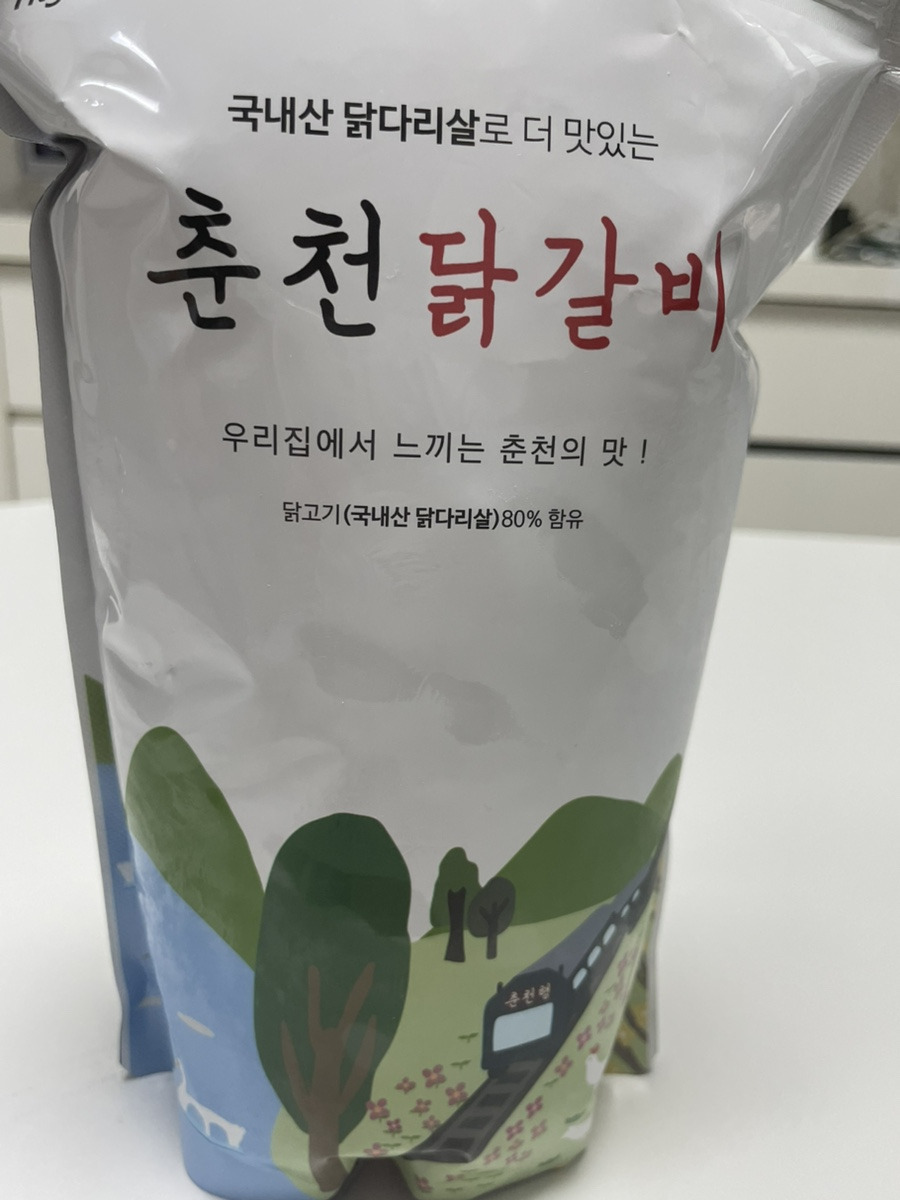 국내산 닭다리살로 더 맛있는
춘천 닭갈비
우리집에서 느끼는 춘천의 맛 !
닭고기(국내산 닭다리살)80% 함유
춘천행